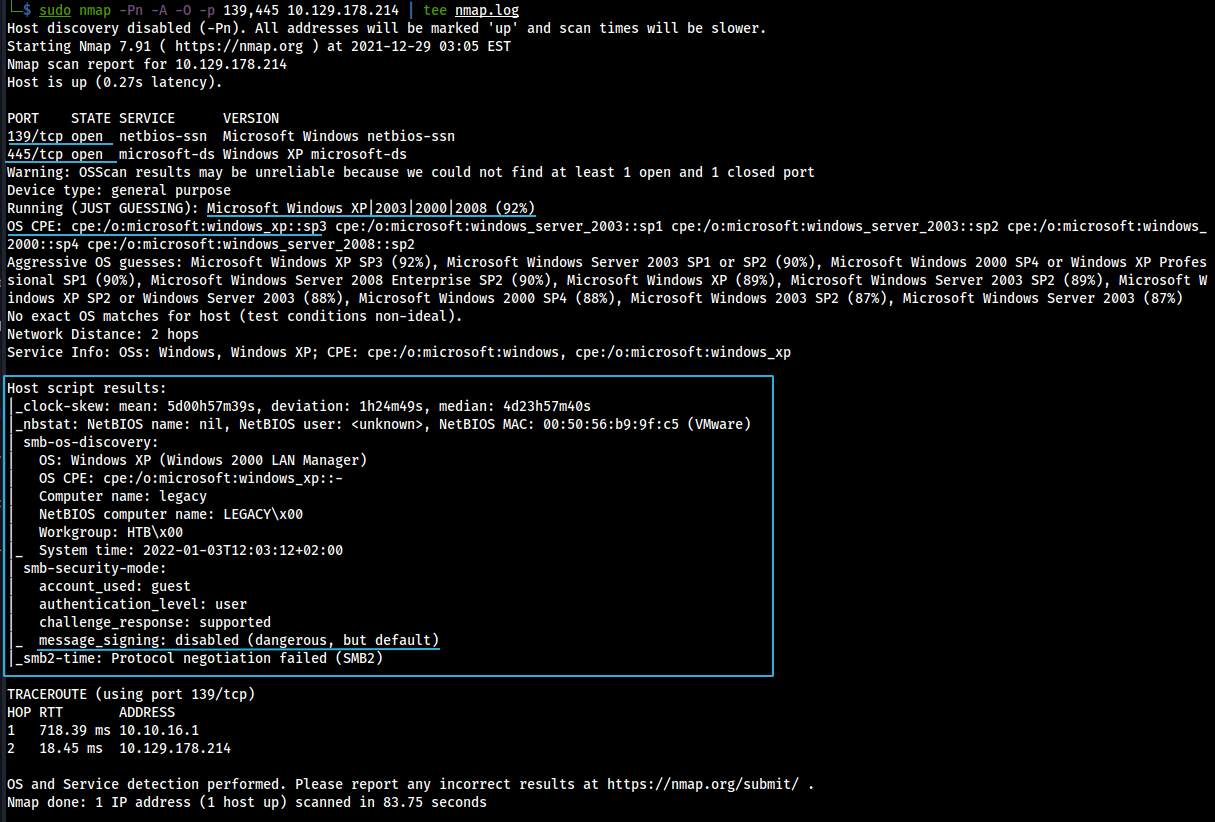 └─$ sudo nmap -Pn -A -O -p 139,445 10.129.178.214 | tee nmap.log
Host discovery disabled (-Pn). All addresses will be marked 'up' and scan times will be slower.
Starting Nmap 7.91 ( https://nmap.org ) at 2021-12-29 03:05 EST
Nmap scan report for 10.129.178.214
Host is up (0.27s latency).

PORT    STATE SERVICE      VERSION
139/tcp open  netbios-ssn  Microsoft Windows netbios-ssn
445/tcp open  microsoft-ds Windows XP microsoft-ds
Warning: OSScan results may be unreliable because we could not find at least 1 open and 1 closed port
Device type: general purpose
Running (JUST GUESSING): Microsoft Windows XP|2003|2000|2008 (92%)
OS CPE: cpe:/o:microsoft:windows_xp::sp3 cpe:/o:microsoft:windows_server_2003::sp1 cpe:/o:microsoft:windows_server_2003::sp2 cpe:/o:microsoft:windows_
2000::sp4 cpe:/o:microsoft:windows_server_2008::sp2
Aggressive OS guesses: Microsoft Windows XP SP3 (92%), Microsoft Windows Server 2003 SP1 or SP2 (90%), Microsoft Windows 2000 SP4 or Windows XP Profes
sional SP1 (90%), Microsoft Windows Server 2008 Enterprise SP2 (90%), Microsoft Windows XP (89%), Microsoft Windows Server 2003 SP2 (89%), Microsoft W
indows XP SP2 or Windows Server 2003 (88%), Microsoft Windows 2000 SP4 (88%), Microsoft Windows 2003 SP2 (87%), Microsoft Windows Server 2003 (87%)
No exact OS matches for host (test conditions non-ideal).
Network Distance: 2 hops
Service Info: OSs: Windows, Windows XP; CPE: cpe:/o:microsoft:windows, cpe:/o:microsoft:windows_xp

Host script results:
|_clock-skew: mean: 5d00h57m39s, deviation: 1h24m49s, median: 4d23h57m40s
|_nbstat: NetBIOS name: nil, NetBIOS user: <unknown>, NetBIOS MAC: 00:50:56:b9:9f:c5 (VMware)
| smb-os-discovery:
|   OS: Windows XP (Windows 2000 LAN Manager)
|   OS CPE: cpe:/o:microsoft:windows_xp::-
|   Computer name: legacy
|   NetBIOS computer name: LEGACY\x00
|   Workgroup: HTB\x00
|_  System time: 2022-01-03T12:03:12+02:00
| smb-security-mode:
|   account_used: guest
|   authentication_level: user
|   challenge_response: supported
|_  message_signing: disabled (dangerous, but default)
|_smb2-time: Protocol negotiation failed (SMB2)

TRACEROUTE (using port 139/tcp)
HOP RTT       ADDRESS
1   718.39 ms 10.10.16.1
2   18.45 ms  10.129.178.214

OS and Service detection performed. Please report any incorrect results at https://nmap.org/submit/ .
Nmap done: 1 IP address (1 host up) scanned in 83.75 seconds